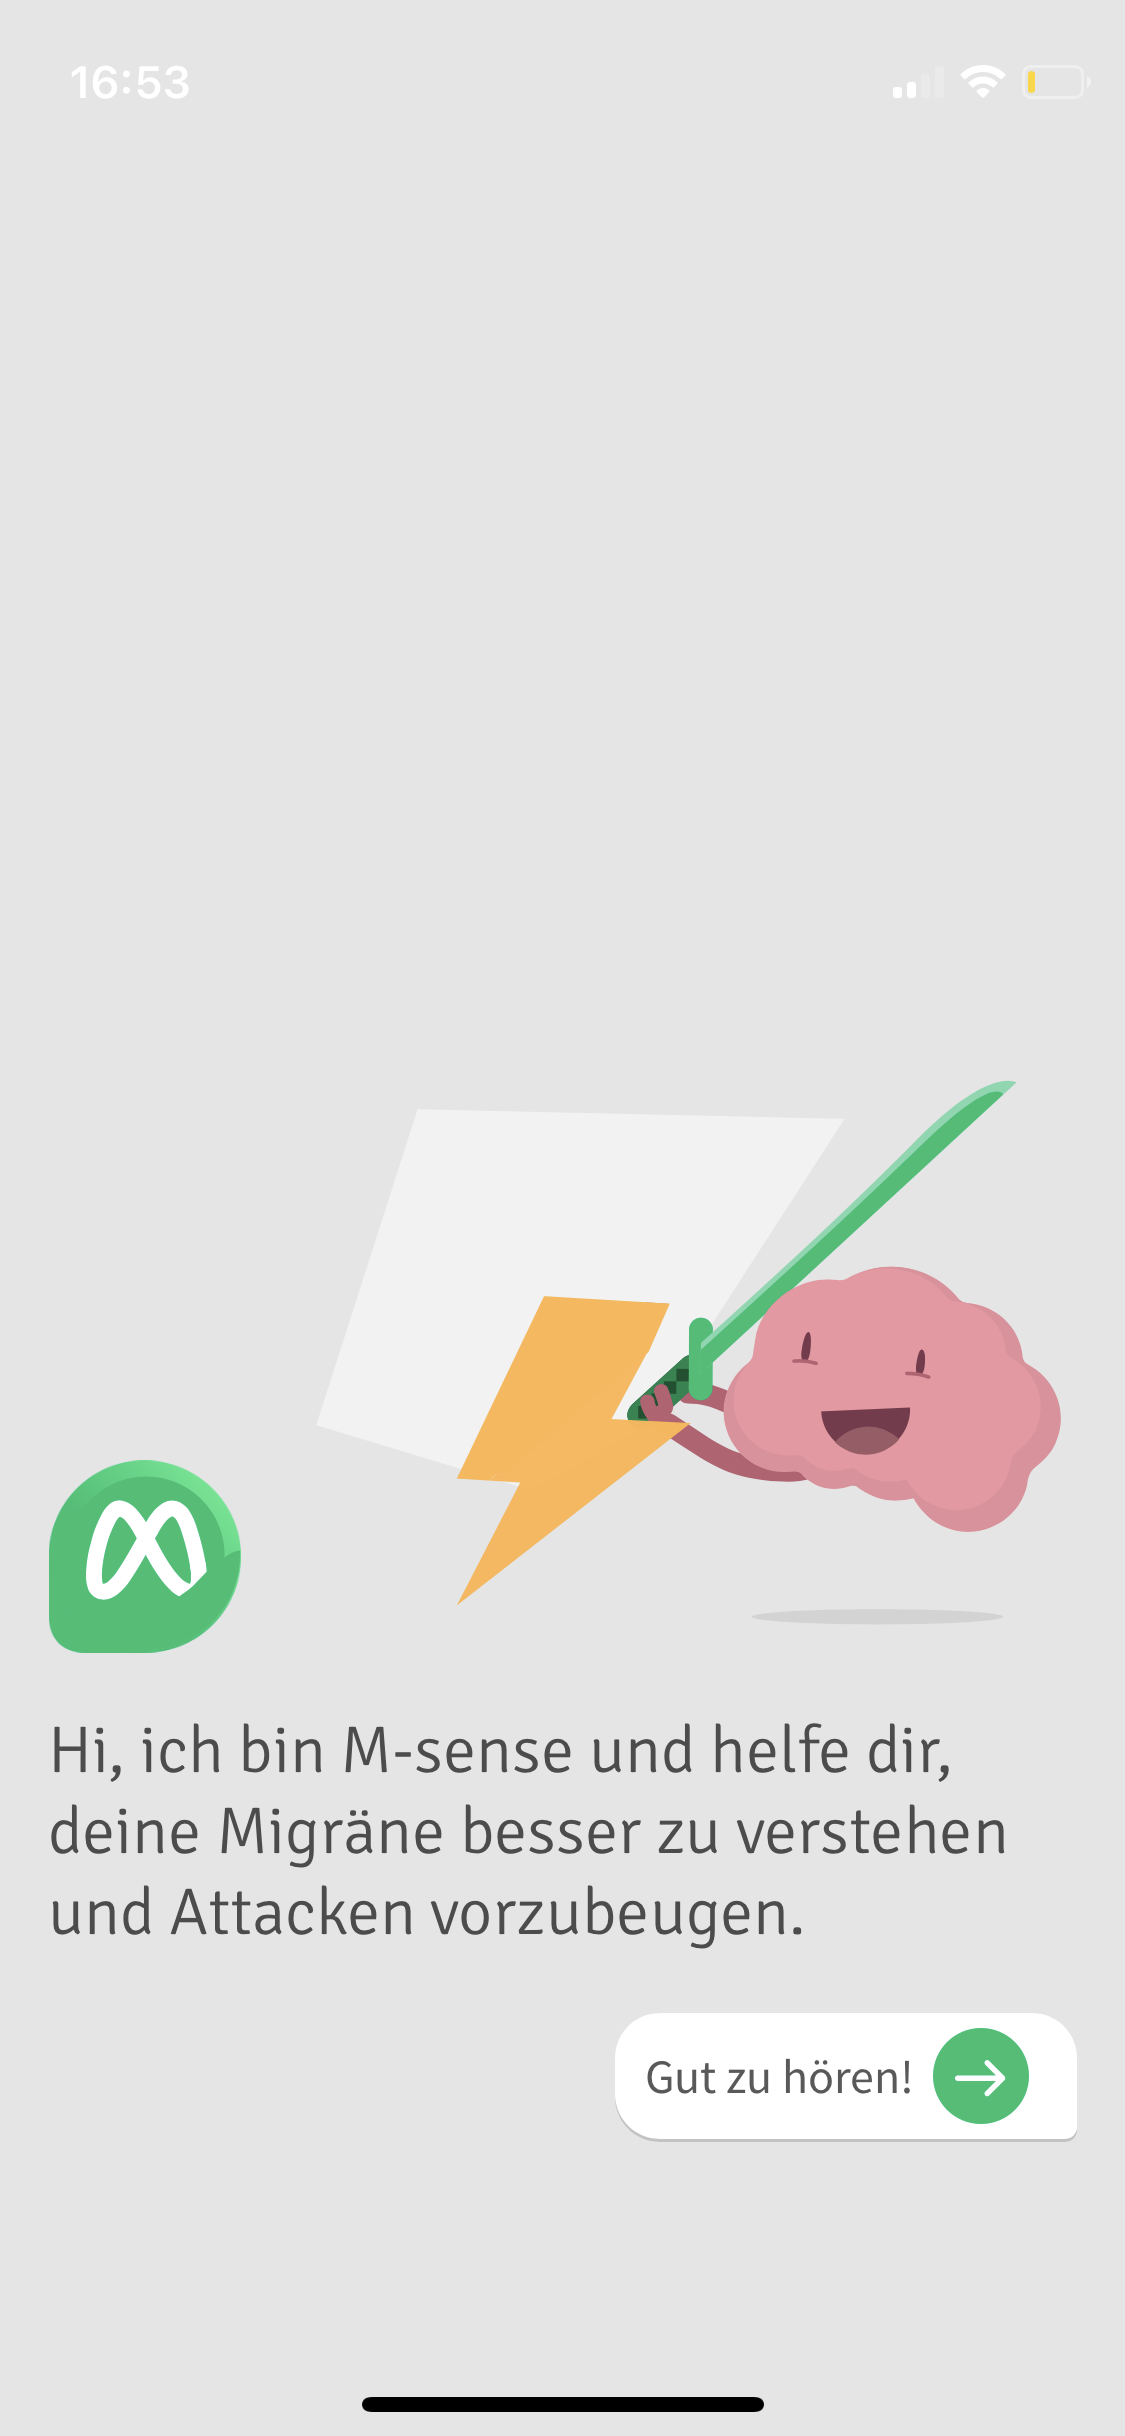 16:53
Hi, ich bin M-sense und helfe dir,
deine Migräne besser zu verstehen
und Attacken vorzubeugen.
Gut zu hören!